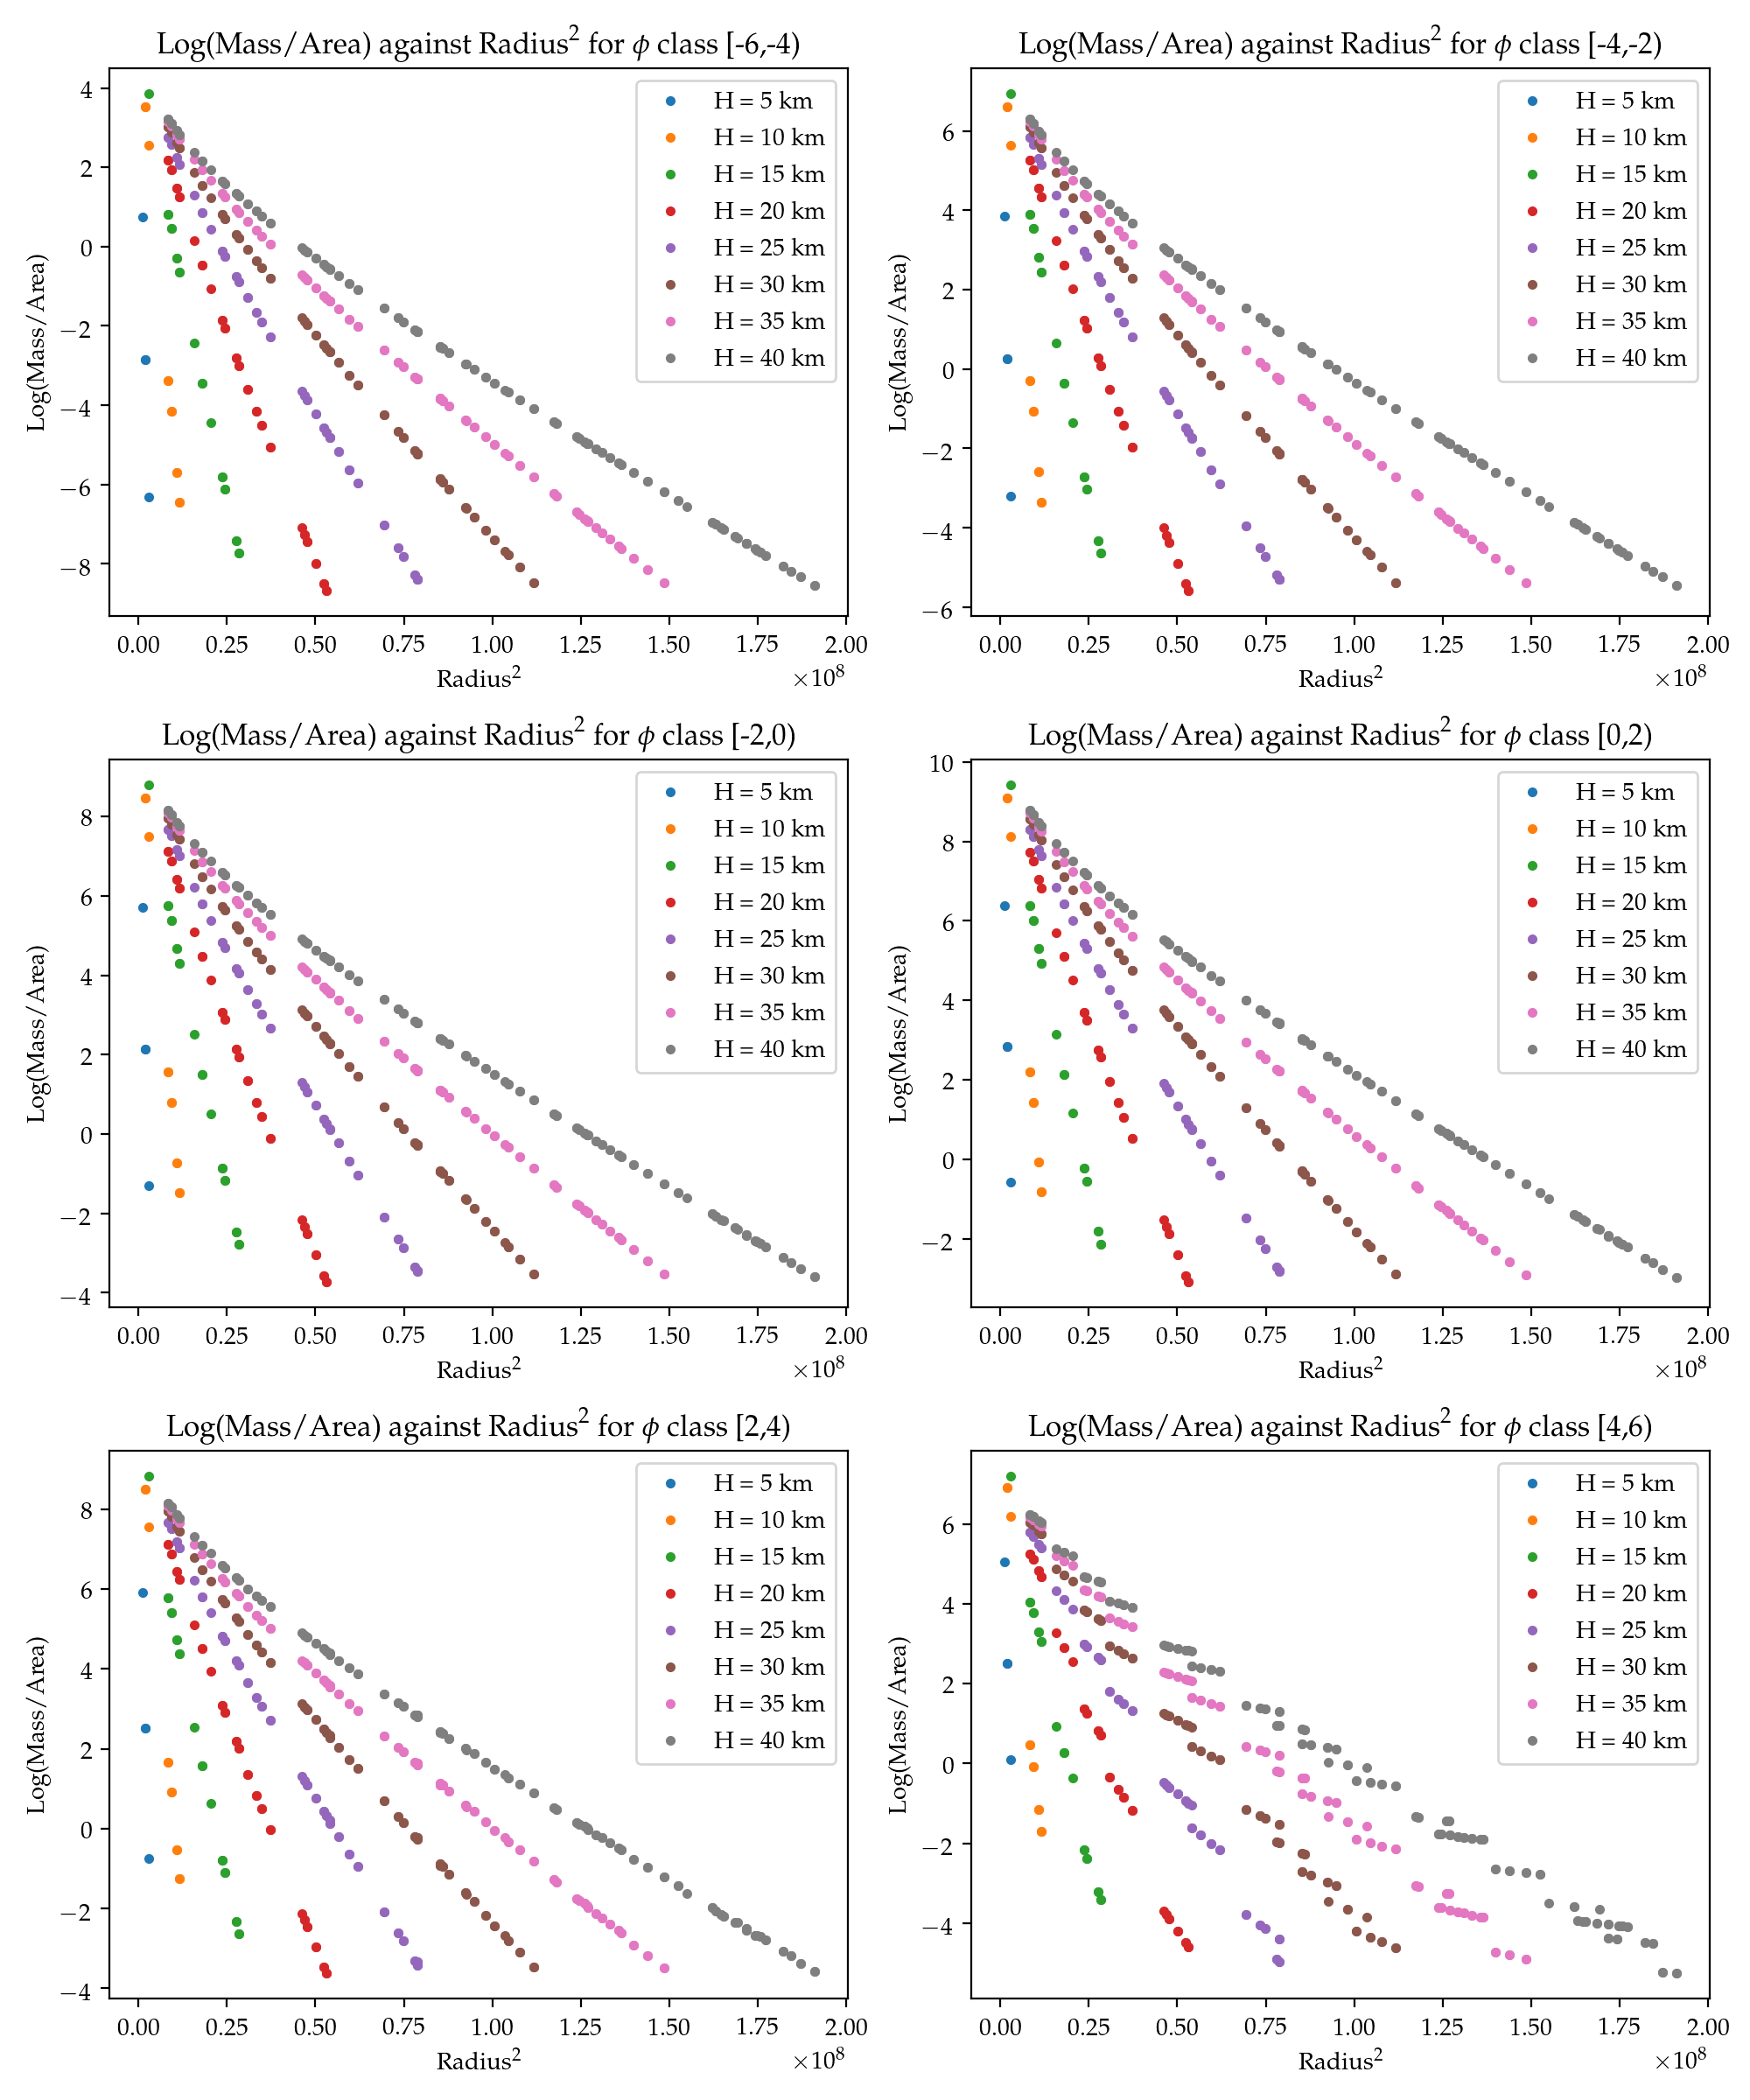 Log(Mass/Area) against Radius² for ϕ class [-6,-4)
4
2
0
−2
−4
−6
−8
Log(Mass/Area)
H = 5 km
H = 10 km
H = 15 km
H = 20 km
H = 25 km
H = 30 km
H = 35 km
H = 40 km
0.00 0.25 0.50 0.75 1.00 1.25 1.50 1.75 2.00
Radius²
×10⁸
Log(Mass/Area) against Radius² for ϕ class [-4,-2)
6
4
2
0
−2
−4
−6
Log(Mass/Area)
H = 5 km
H = 10 km
H = 15 km
H = 20 km
H = 25 km
H = 30 km
H = 35 km
H = 40 km
0.00 0.25 0.50 0.75 1.00 1.25 1.50 1.75 2.00
Radius²
×10⁸
Log(Mass/Area) against Radius² for ϕ class [-2,0)
8
6
4
2
0
−2
−4
Log(Mass/Area)
H = 5 km
H = 10 km
H = 15 km
H = 20 km
H = 25 km
H = 30 km
H = 35 km
H = 40 km
0.00 0.25 0.50 0.75 1.00 1.25 1.50 1.75 2.00
Radius²
×10⁸
Log(Mass/Area) against Radius² for ϕ class [0,2)
10
8
6
4
2
0
−2
Log(Mass/Area)
H = 5 km
H = 10 km
H = 15 km
H = 20 km
H = 25 km
H = 30 km
H = 35 km
H = 40 km
0.00 0.25 0.50 0.75 1.00 1.25 1.50 1.75 2.00
Radius²
×10⁸
Log(Mass/Area) against Radius² for ϕ class [2,4)
8
6
4
2
0
−2
−4
Log(Mass/Area)
H = 5 km
H = 10 km
H = 15 km
H = 20 km
H = 25 km
H = 30 km
H = 35 km
H = 40 km
0.00 0.25 0.50 0.75 1.00 1.25 1.50 1.75 2.00
Radius²
×10⁸
Log(Mass/Area) against Radius² for ϕ class [4,6)
6
4
2
0
−2
−4
Log(Mass/Area)
H = 5 km
H = 10 km
H = 15 km
H = 20 km
H = 25 km
H = 30 km
H = 35 km
H = 40 km
0.00 0.25 0.50 0.75 1.00 1.25 1.50 1.75 2.00
Radius²
×10⁸